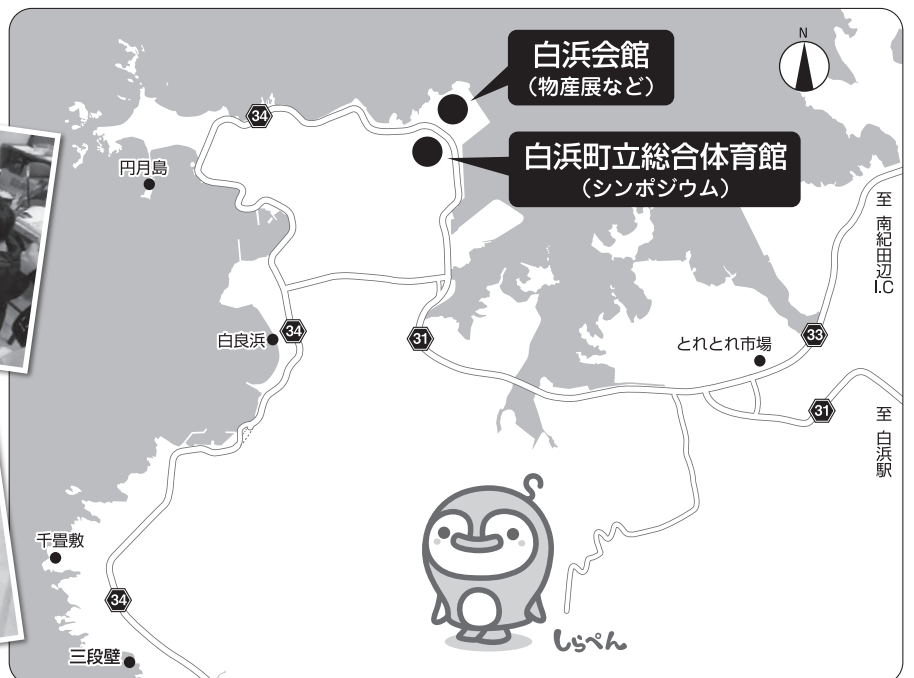 N
白浜会館
（物産展など）
34
白浜町立総合体育館
（シンポジウム）
円月島
至 南紀田辺I.C
白良浜
34
31
33
とれとれ市場
31
至 白浜駅
千畳敷
34
しらぺん
三段壁